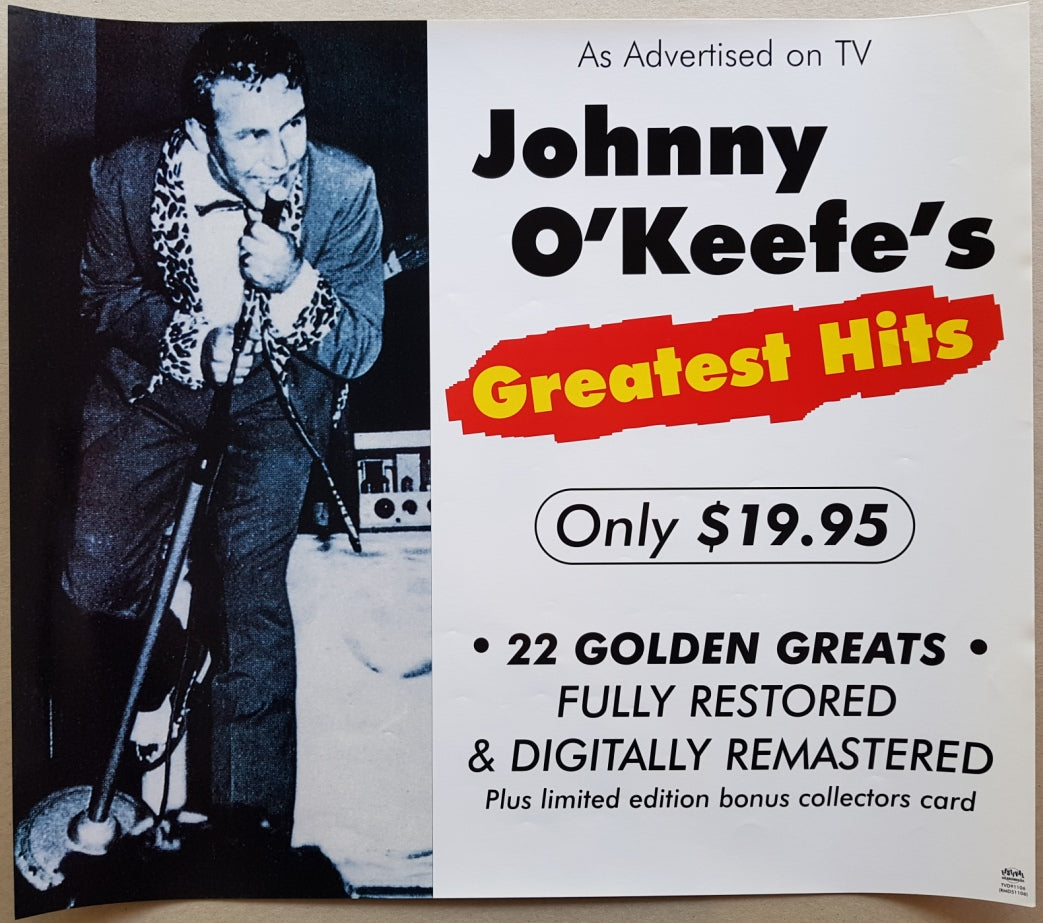 As Advertised on TV
Johnny
O'Keefe's
Greatest Hits
Only $19.95
• 22 GOLDEN GREATS •
FULLY RESTORED
& DIGITALLY REMASTERED
Plus limited edition bonus collectors card
FESTIVAL